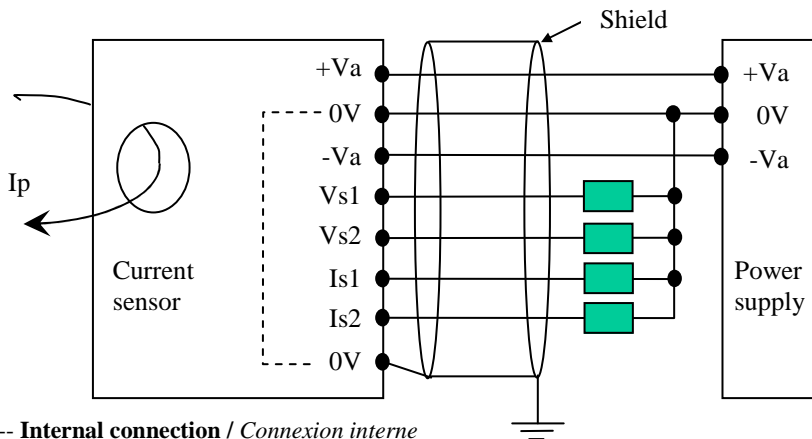 Shield
+Va
0V
-Va
Vs1
Vs2
Is1
Is2
0V
Ip
Current
sensor
+Va
0V
-Va
Power
supply
-- Internal connection / Connexion interne